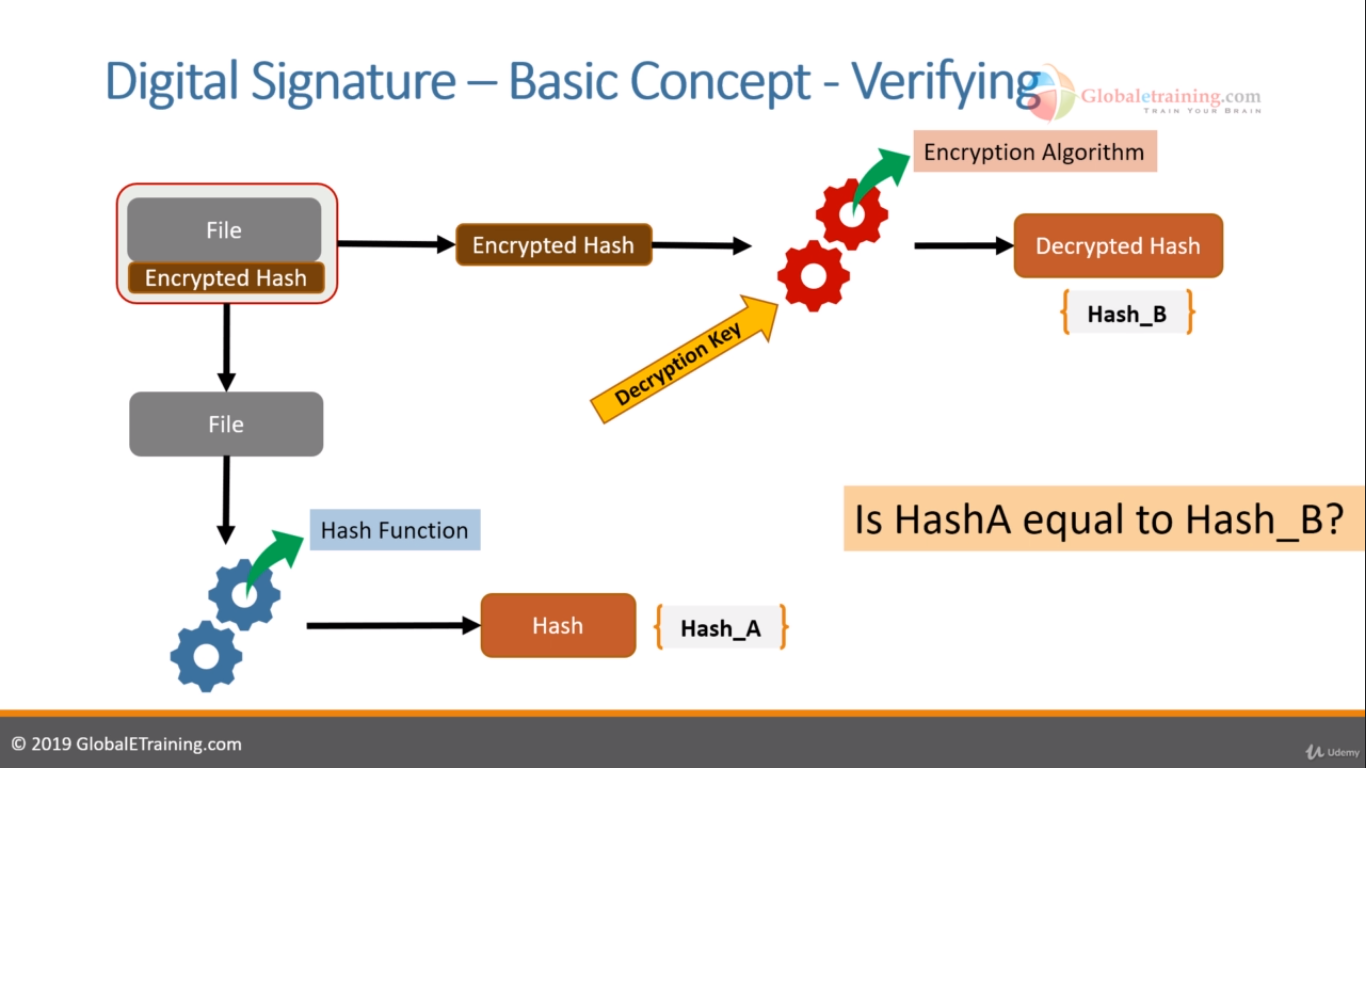 Digital Signature – Basic Concept - Verifying
Globaletraining.com
TRAIN YOUR BRAIN
Encryption Algorithm
File
Encrypted Hash
Encrypted Hash
Decrypted Hash
Hash_B
Decryption Key
File
Is HashA equal to Hash_B?
Hash Function
Hash
Hash_A
© 2019 GlobalETraining.com
Udemy